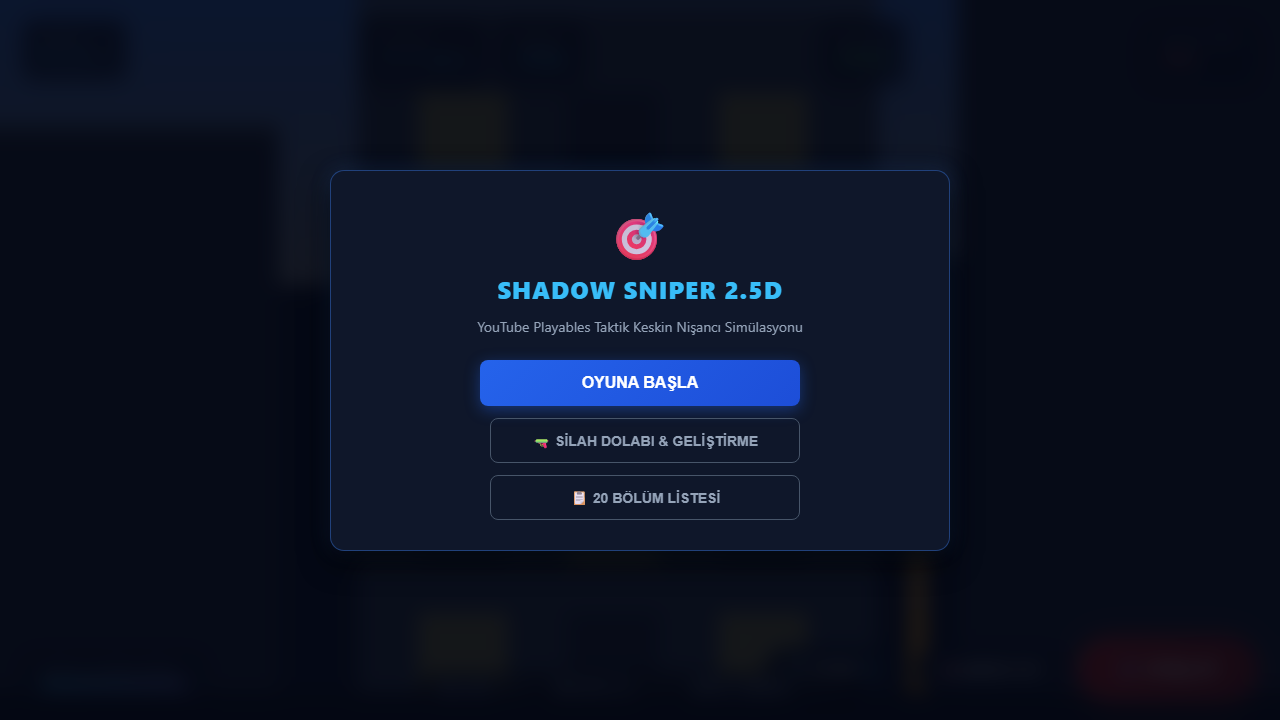 SHADOW SNIPER 2.5D
YouTube Playables Taktik Keskin Nişancı Simülasyonu
OYUNA BAŞLA
SİLAH DOLABI & GELİŞTİRME
20 BÖLÜM LİSTESİ